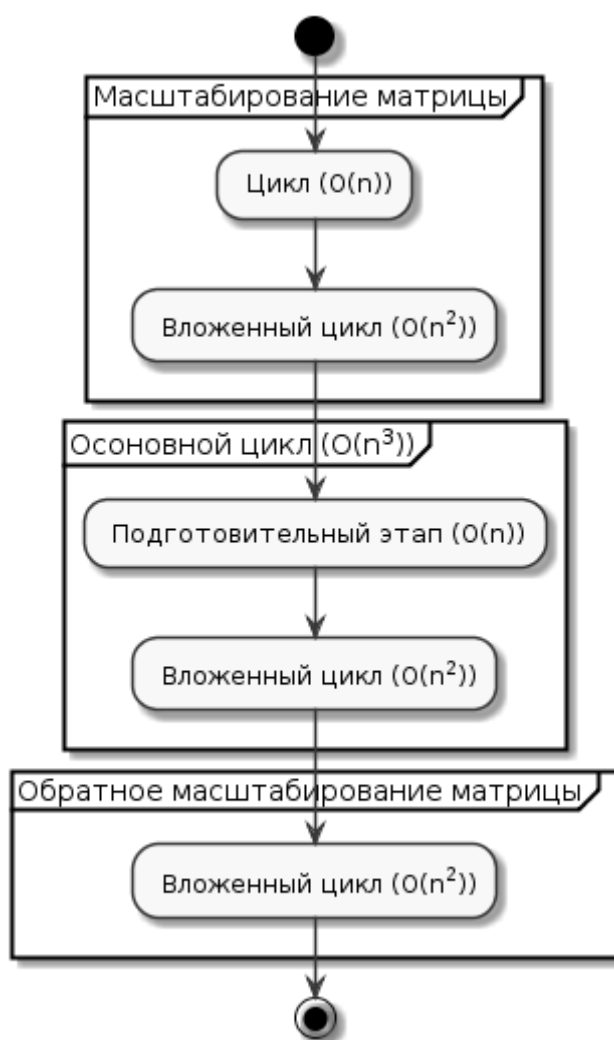 Масштабирование матрицы
Цикл (O(n))
Вложенный цикл (O(n²))
Осоновной цикл (O(n³))
Подготовительный этап (O(n))
Вложенный цикл (O(n²))
Обратное масштабирование матрицы
Вложенный цикл (O(n²))